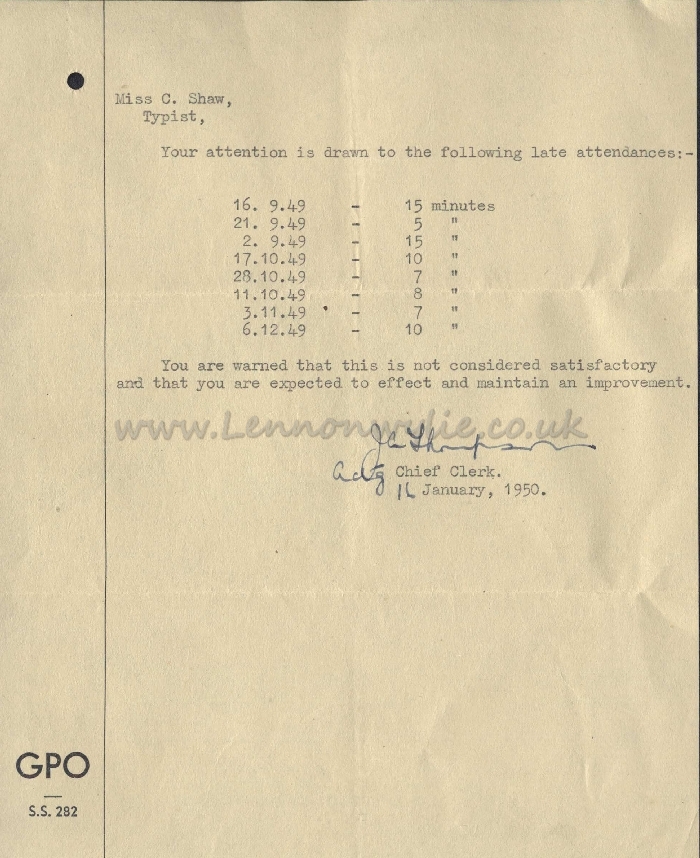 Miss C. Shaw,
Typist,
Your attention is drawn to the following late attendances:-
16. 9.49 - 15 minutes
21. 9.49 - 5 "
2. 9.49 - 15 "
17.10.49 - 10 "
28.10.49 - 7 "
11.10.49 - 8 "
3.11.49 - 7 "
6.12.49 - 10 "
You are warned that this is not considered satisfactory
and that you are expected to effect and maintain an improvement.
www.Lennonwylie.co.uk
J C Thompson
Actg Chief Clerk.
16 January, 1950.
GPO
S.S. 282